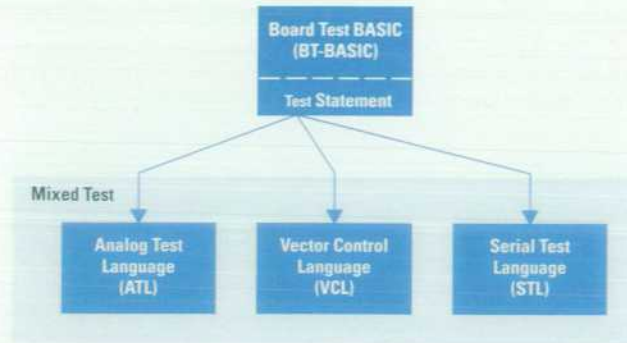 Board Test BASIC
(BT-BASIC)
Test Statement
Mixed Test
Analog Test
Language
(ATL)
Vector Control
Language
(VCL)
Serial Test
Language
(STL)